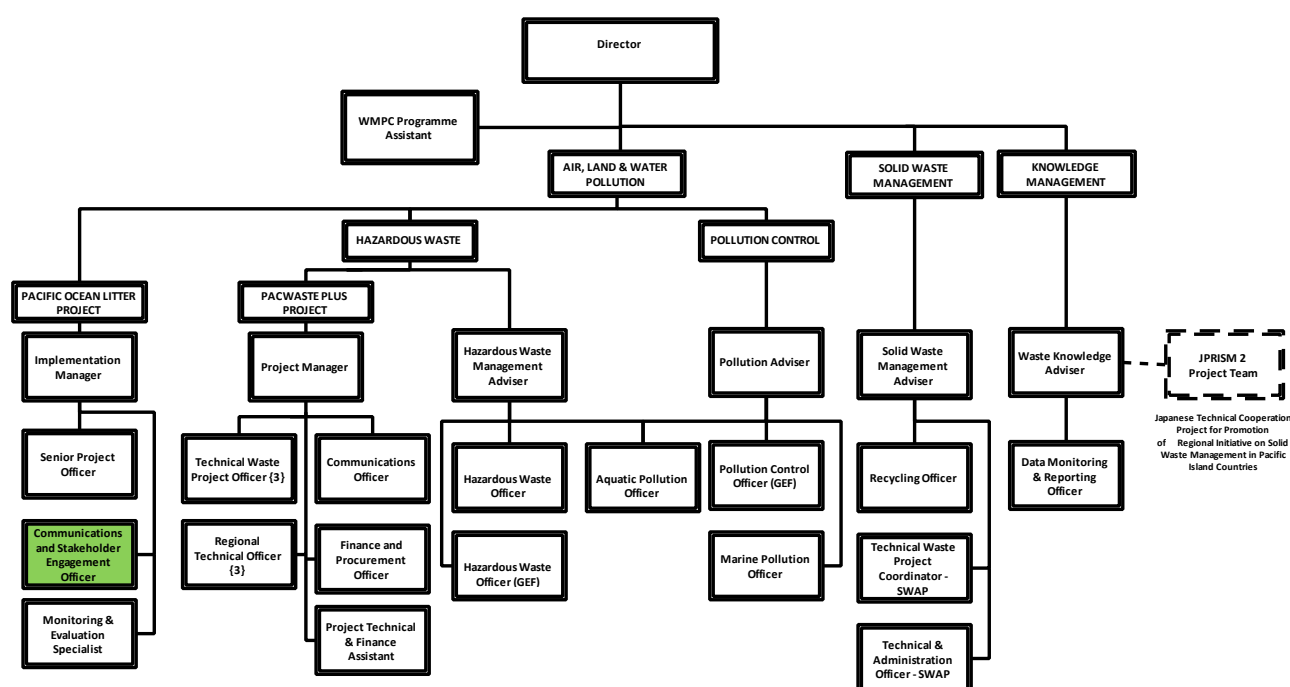 Director
WMPC Programme
Assistant
AIR, LAND & WATER
POLLUTION
SOLID WASTE
MANAGEMENT
KNOWLEDGE
MANAGEMENT
HAZARDOUS WASTE
POLLUTION CONTROL
PACIFIC OCEAN LITTER
PROJECT
PACWASTE PLUS
PROJECT
Implementation
Manager
Project Manager
Hazardous Waste
Management
Adviser
Pollution Adviser
Solid Waste
Management
Adviser
Waste Knowledge
Adviser
JPRISM 2
Project Team
Japanese Technical Cooperation
Project for Promotion
of Regional Initiative on Solid
Waste Management in Pacific
Island Countries
Senior Project
Officer
Technical Waste
Project Officer {3}
Communications
Officer
Hazardous Waste
Officer
Aquatic Pollution
Officer
Pollution Control
Officer (GEF)
Recycling Officer
Data Monitoring
& Reporting
Officer
Communications
and Stakeholder
Engagement
Officer
Regional
Technical Officer
{3}
Finance and
Procurement
Officer
Hazardous Waste
Officer (GEF)
Marine Pollution
Officer
Technical Waste
Project
Coordinator -
SWAP
Monitoring &
Evaluation
Specialist
Project Technical
& Finance
Assistant
Technical &
Administration
Officer - SWAP